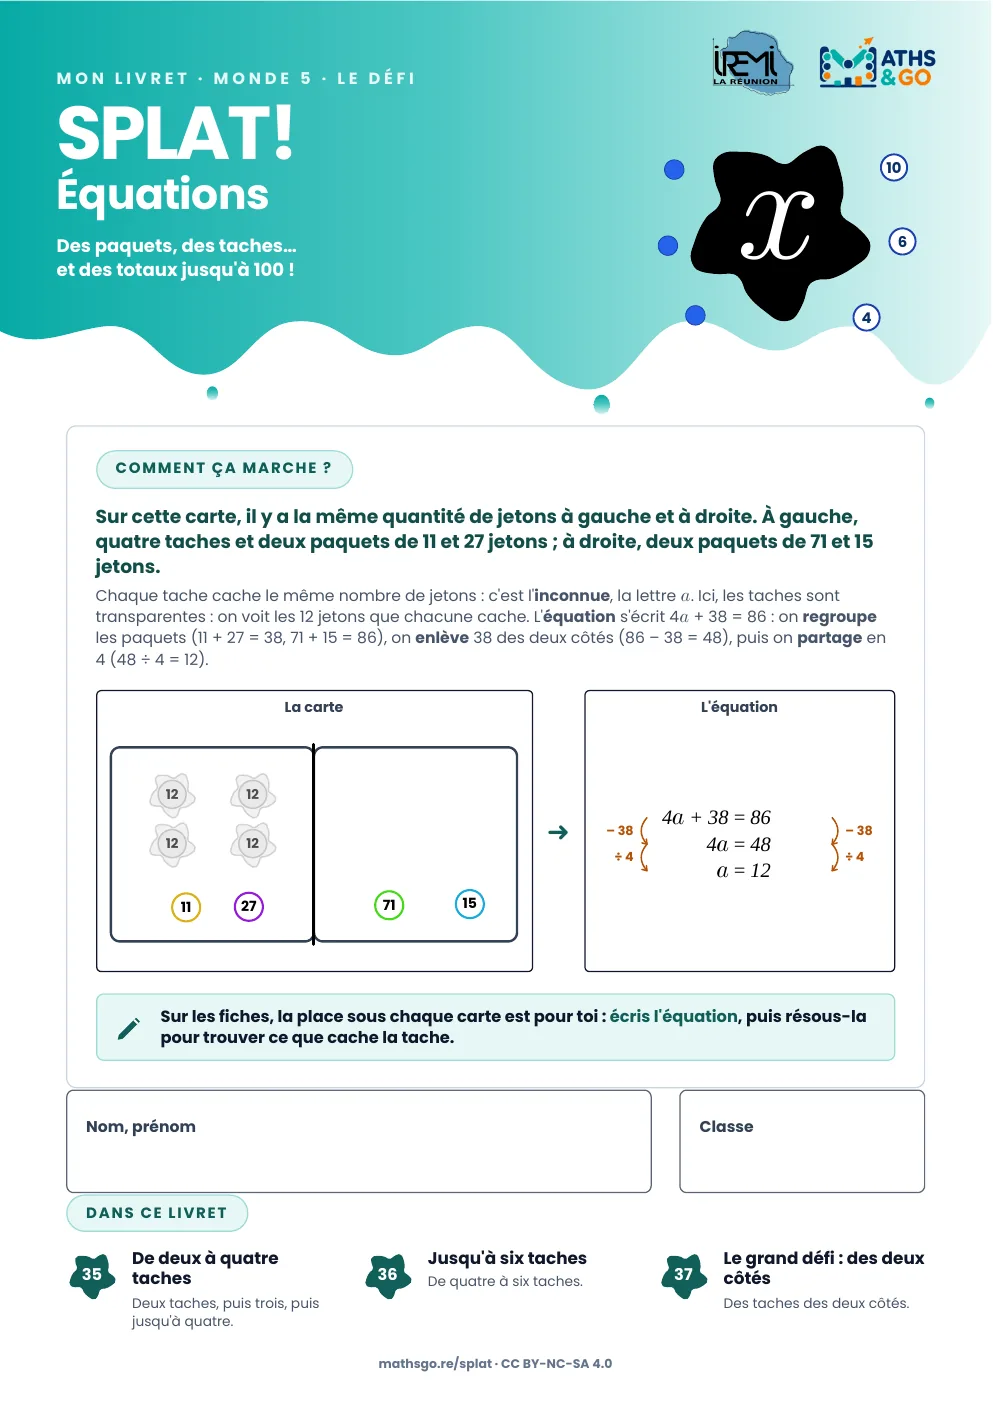 MON LIVRET · MONDE 5 · LE DÉFI
SPLAT!
Équations
Des paquets, des taches…
et des totaux jusqu'à 100 !
iREMi
LA RÉUNION
MATHS
&GO
x
10
6
4
COMMENT ÇA MARCHE ?
Sur cette carte, il y a la même quantité de jetons à gauche et à droite. À gauche,
quatre taches et deux paquets de 11 et 27 jetons ; à droite, deux paquets de 71 et 15
jetons.
Chaque tache cache le même nombre de jetons : c'est l'inconnue, la lettre a. Ici, les taches sont
transparentes : on voit les 12 jetons que chacune cache. L'équation s'écrit 4a + 38 = 86 : on regroupe
les paquets (11 + 27 = 38, 71 + 15 = 86), on enlève 38 des deux côtés (86 – 38 = 48), puis on partage en
4 (48 ÷ 4 = 12).
La carte
12 12
12 12
11 27 71 15
➜
L'équation
4a + 38 = 86
– 38 – 38
4a = 48
÷ 4 ÷ 4
a = 12
Sur les fiches, la place sous chaque carte est pour toi : écris l'équation, puis résous-la
pour trouver ce que cache la tache.
Nom, prénom
Classe
DANS CE LIVRET
35
De deux à quatre
taches
Deux taches, puis trois, puis
jusqu'à quatre.
36
Jusqu'à six taches
De quatre à six taches.
37
Le grand défi : des deux
côtés
Des taches des deux côtés.
mathsgo.re/splat · CC BY-NC-SA 4.0